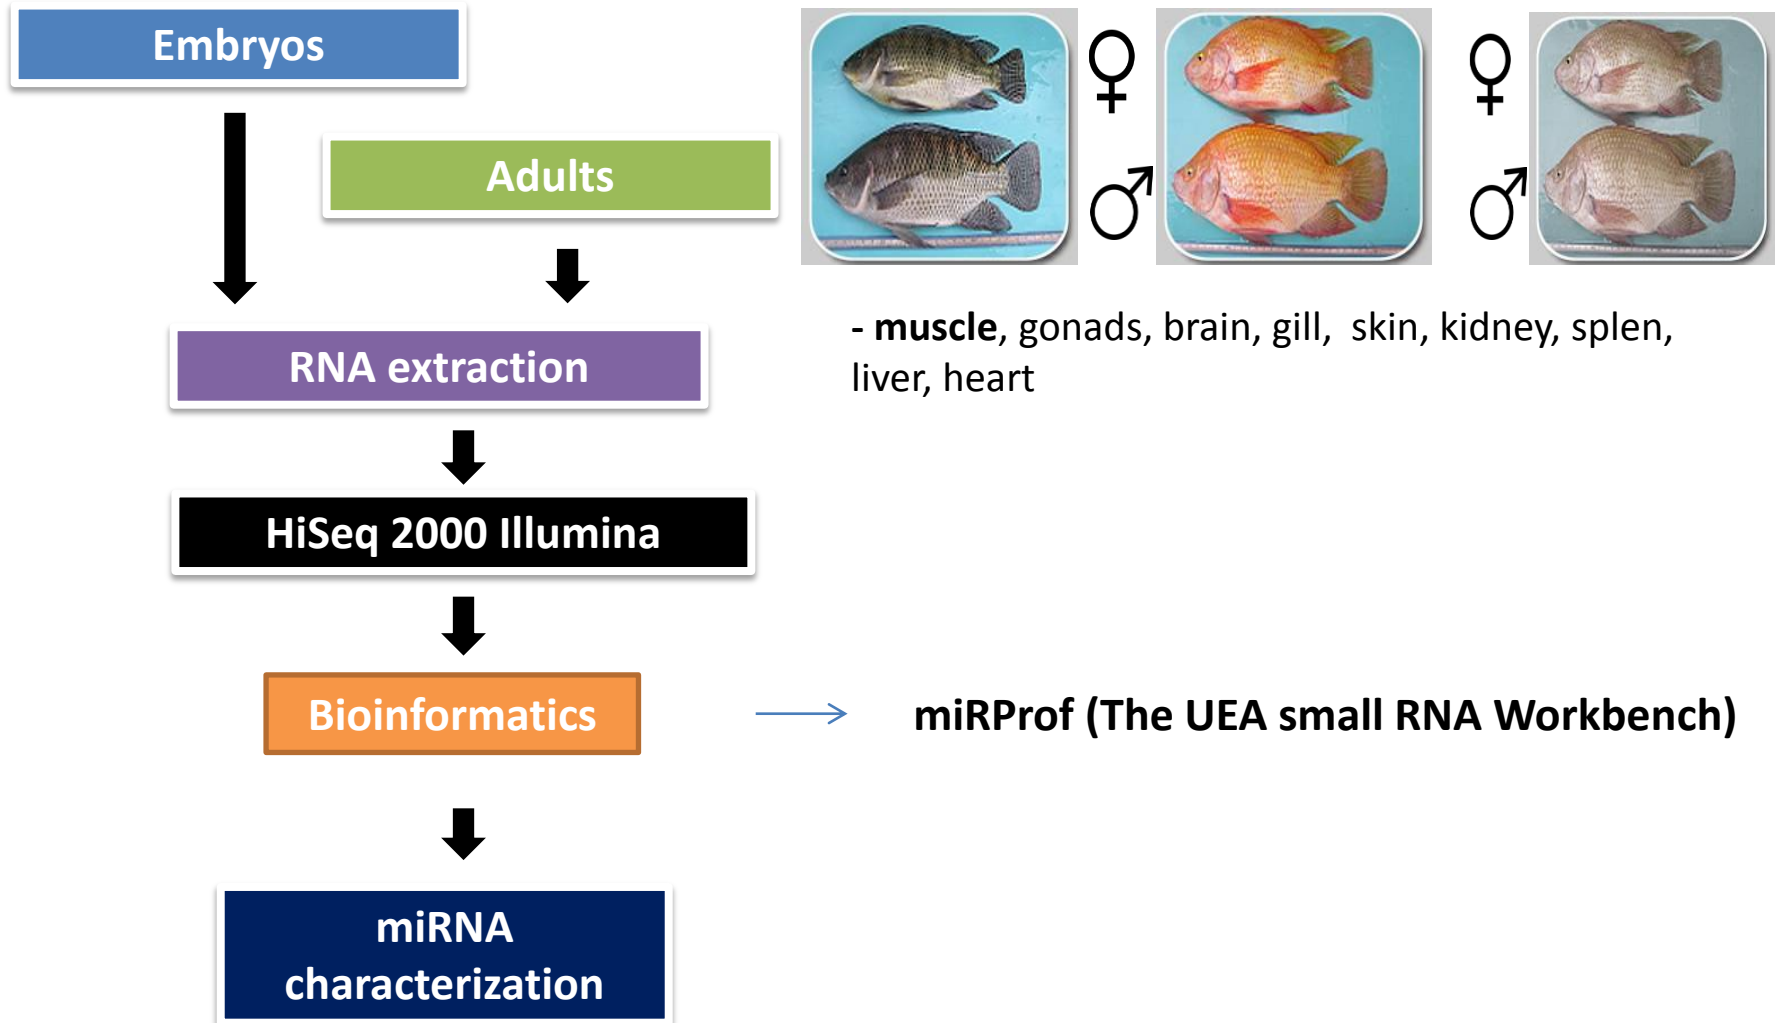 Embryos
Adults
♀
♂
♀
♂
- muscle, gonads, brain, gill, skin, kidney, splen,
liver, heart
RNA extraction
HiSeq 2000 Illumina
Bioinformatics
miRProf (The UEA small RNA Workbench)
miRNA
characterization